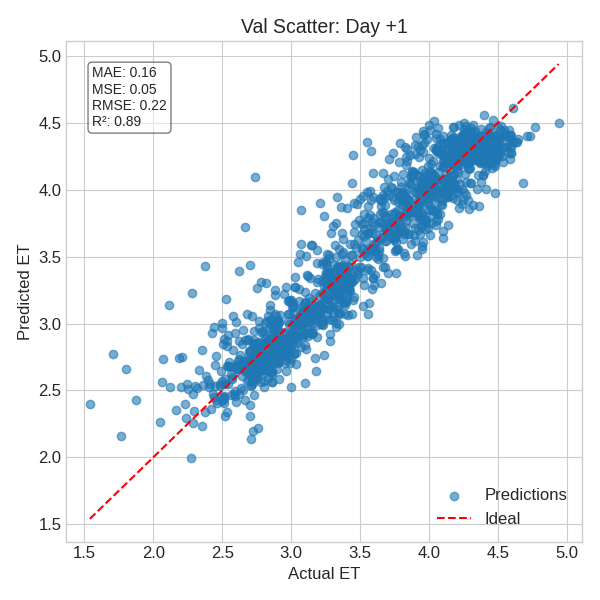 Val Scatter: Day +1
MAE: 0.16
MSE: 0.05
RMSE: 0.22
R²: 0.89
Predicted ET
5.0
4.5
4.0
3.5
3.0
2.5
2.0
1.5
Predictions
Ideal
1.5 2.0 2.5 3.0 3.5 4.0 4.5 5.0
Actual ET